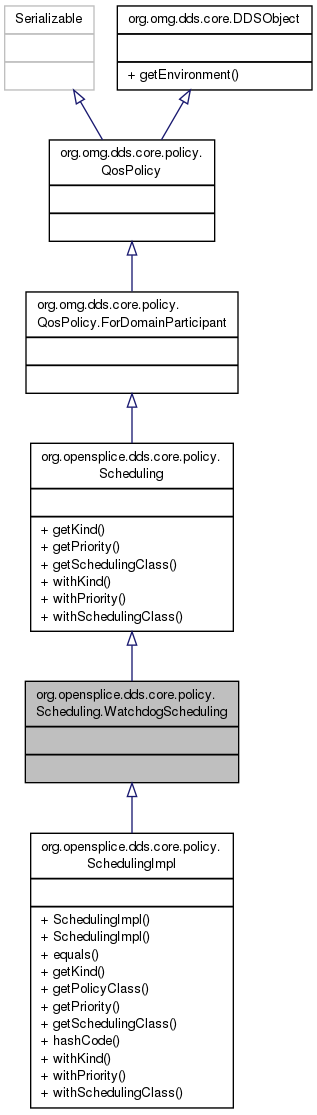 Serializable
org.omg.dds.core.DDSObject
+ getEnvironment()
org.omg.dds.core.policy.
QosPolicy
org.omg.dds.core.policy.
QosPolicy.ForDomainParticipant
org.opensplice.dds.core.policy.
Scheduling
+ getKind()
+ getPriority()
+ getSchedulingClass()
+ withKind()
+ withPriority()
+ withSchedulingClass()
org.opensplice.dds.core.policy.
Scheduling.WatchdogScheduling
org.opensplice.dds.core.policy.
SchedulingImpl
+ SchedulingImpl()
+ SchedulingImpl()
+ equals()
+ getKind()
+ getPolicyClass()
+ getPriority()
+ getSchedulingClass()
+ hashCode()
+ withKind()
+ withPriority()
+ withSchedulingClass()